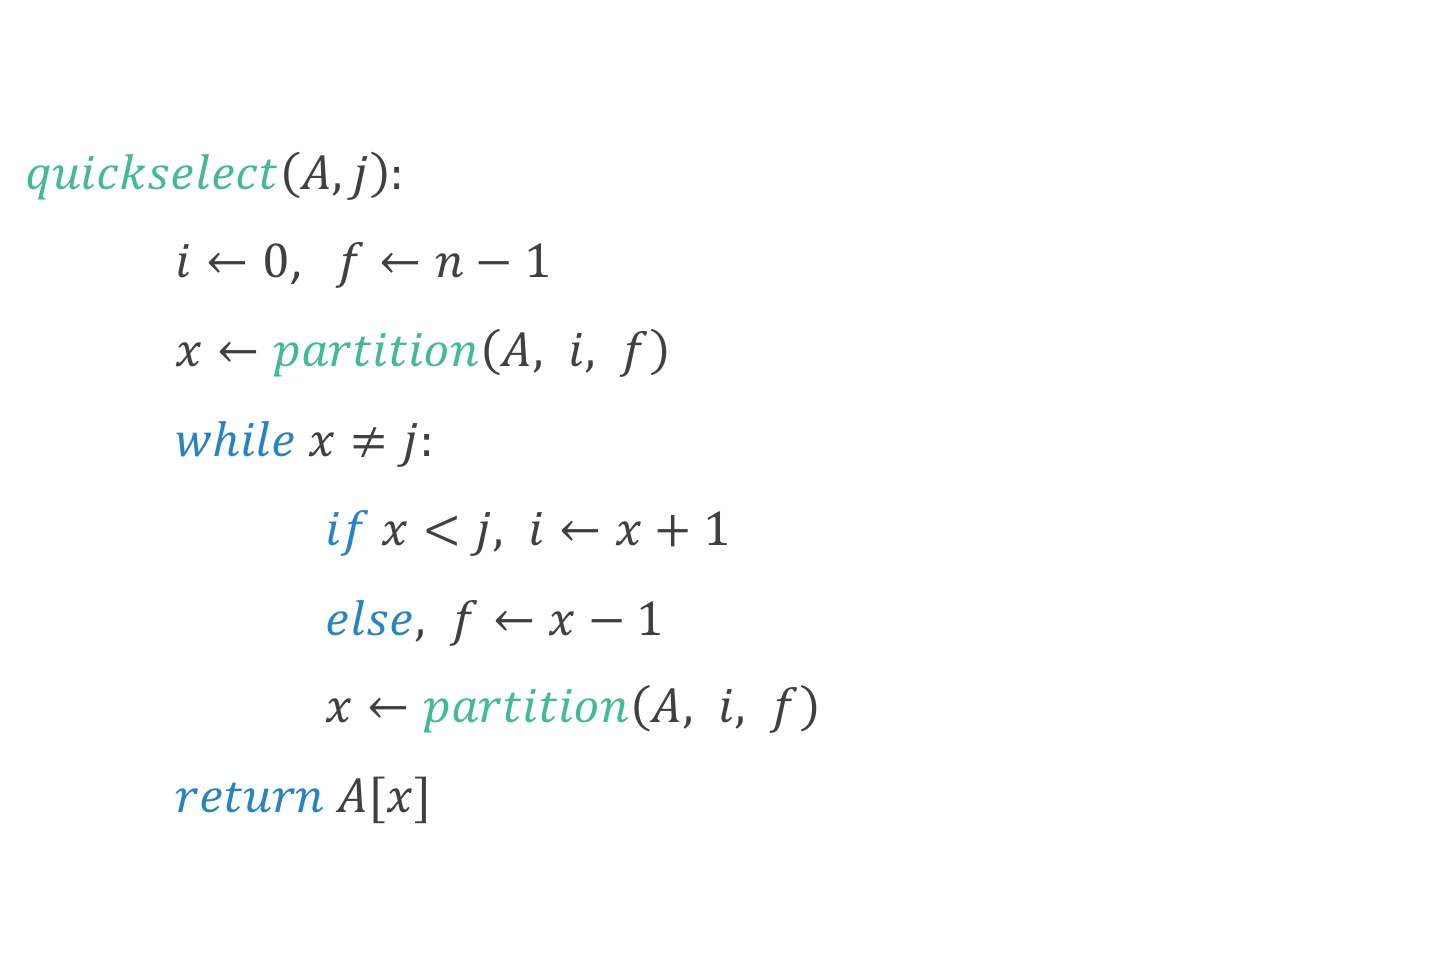 quickselect(A, j):
i ← 0, f ← n − 1
x ← partition(A, i, f)
while x ≠ j:
if x < j, i ← x + 1
else, f ← x − 1
x ← partition(A, i, f)
return A[x]